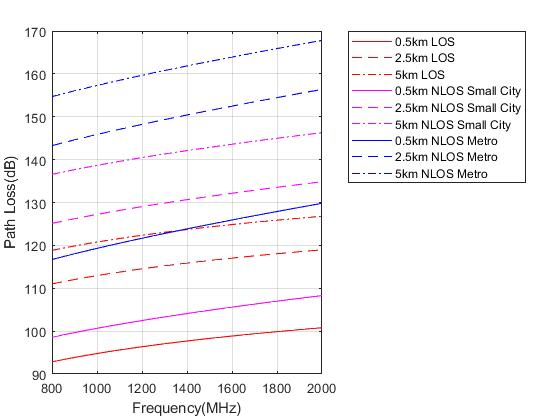 170
160
150
140
130
120
110
100
90
800 1000 1200 1400 1600 1800 2000
Path Loss(dB)
Frequency(MHz)
0.5km LOS
2.5km LOS
5km LOS
0.5km NLOS Small City
2.5km NLOS Small City
5km NLOS Small City
0.5km NLOS Metro
2.5km NLOS Metro
5km NLOS Metro